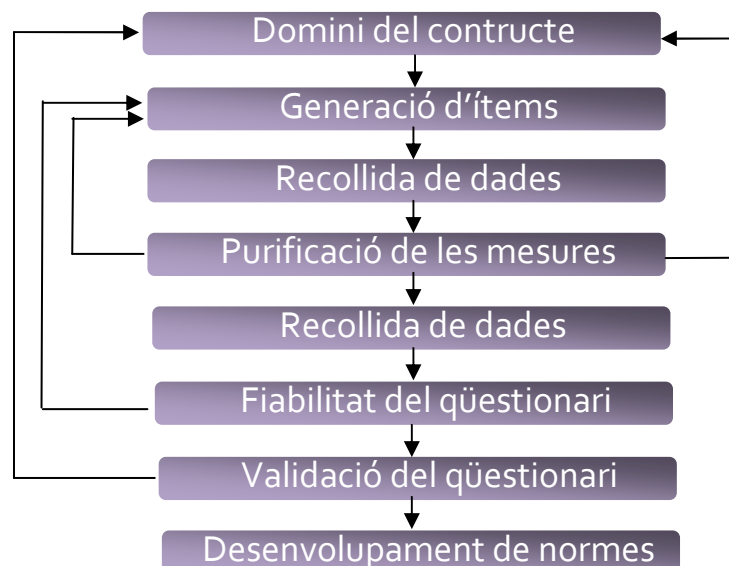 Domini del contructe
Generació d’ítems
Recollida de dades
Purificació de les mesures
Recollida de dades
Fiabilitat del qüestionari
Validació del qüestionari
Desenvolupament de normes